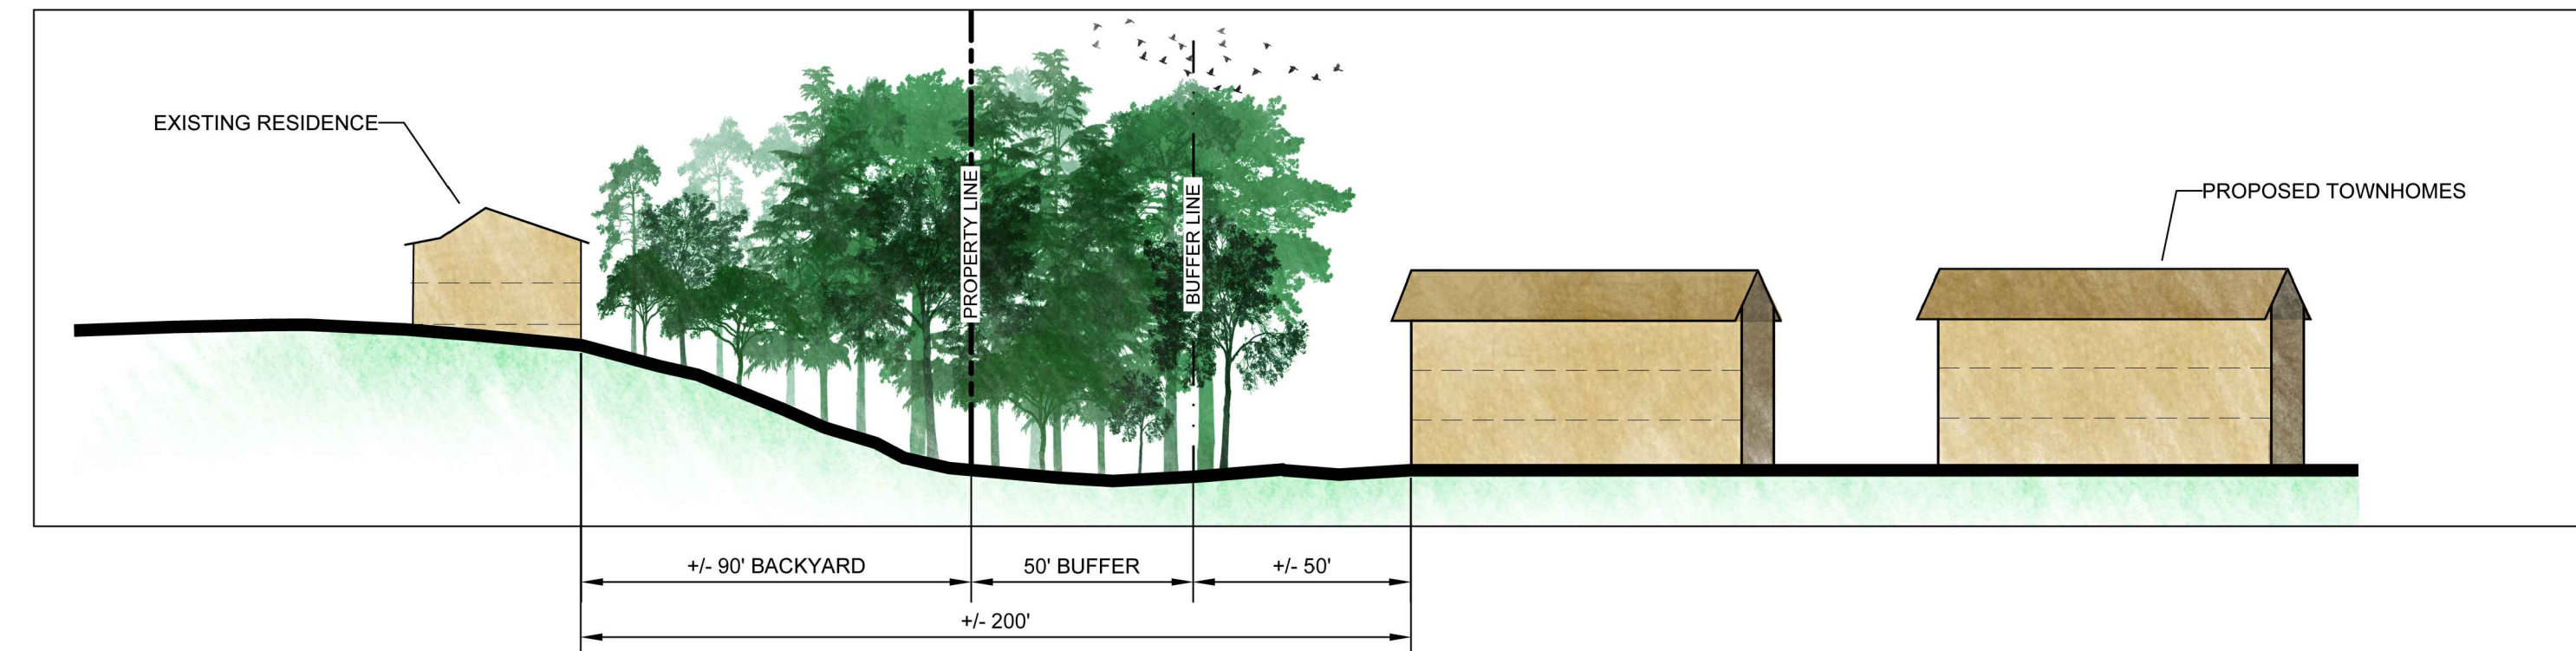 EXISTING RESIDENCE
PROPERTY LINE
BUFFER LINE
PROPOSED TOWNHOMES
+/- 90' BACKYARD
50' BUFFER
+/- 50'
+/- 200'